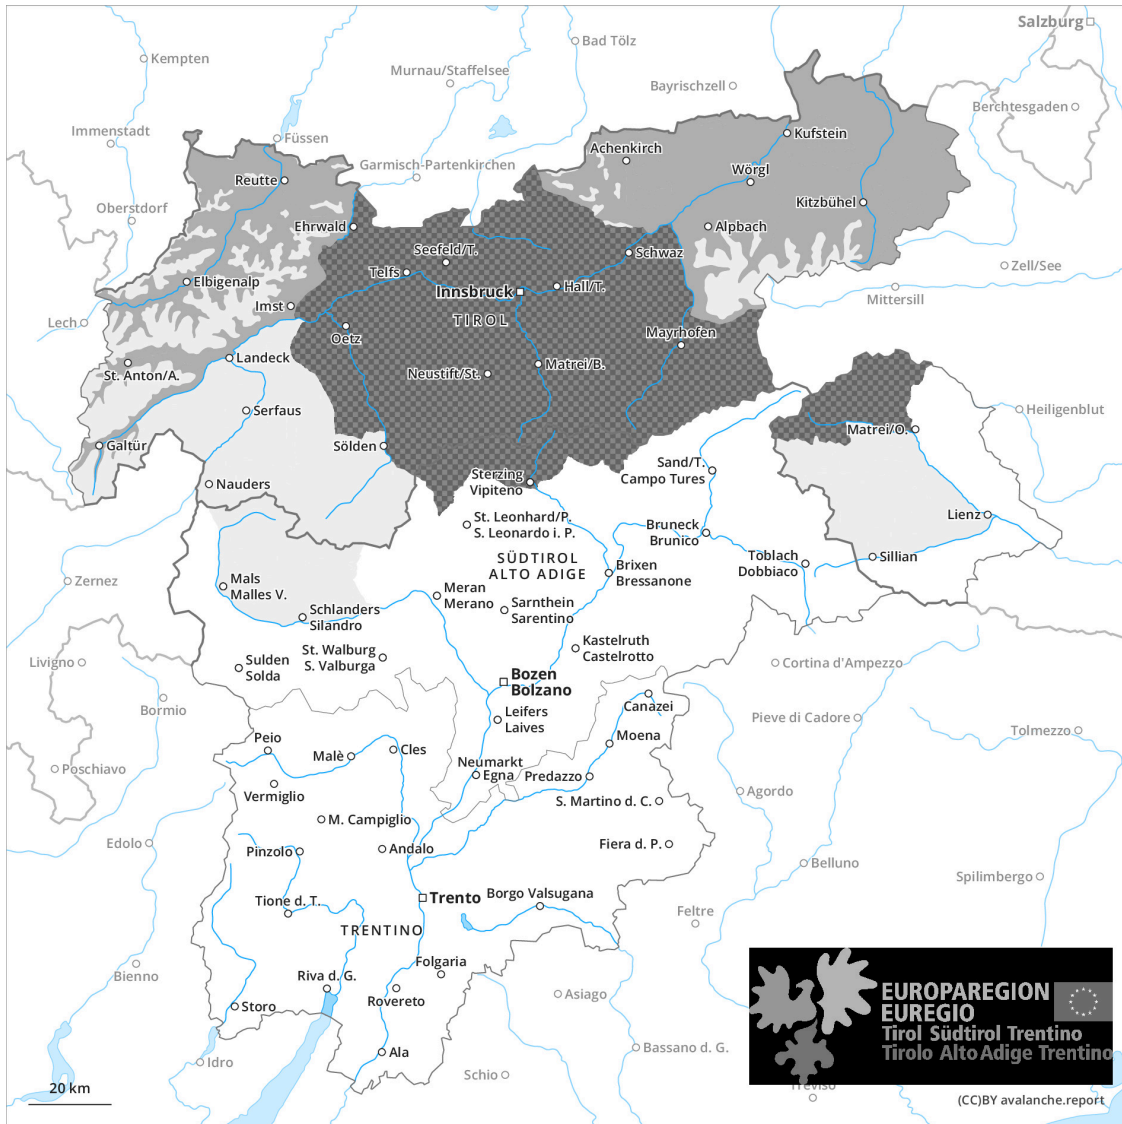 Salzburg
Bad Tölz
Kempten
Murnau/Staffelsee
Bayrischzell
Berchtesgaden
Immenstadt
Füssen
Kufstein
Achenkirch
Garmisch-Partenkirchen
Wörgl
Reutte
Kitzbühel
Oberstdorf
Ehrwald
Alpbach
Seefeld/T.
Schwaz
Zell/See
Telfs
Elbigenalp
Innsbruck
Hall/T.
Mittersill
Imst
TIROL
Lech
Oetz
Mayrhofen
Landeck
Matrei/B.
St. Anton/A.
Neustift/St.
Serfaus
Heiligenblut
Matrei/O.
Galtür
Sölden
Sand/T.
Campo Tures
Sterzing
Vipiteno
Nauders
St. Leonhard/P.
S. Leonardo i. P.
Lienz
Bruneck
Brunico
SÜDTIROL
ALTO ADIGE
Toblach
Dobbiaco
Sillian
Brixen
Bressanone
Zernez
Mals
Malles V.
Meran
Merano
Sarnthein
Sarentino
Schlanders
Silandro
Kastelruth
Castelrotto
St. Walburg
S. Valburga
Livigno
Sulden
Solda
Cortina d'Ampezzo
Bozen
Bolzano
Bormio
Canazei
Leifers
Laives
Pieve di Cadore
Tolmezzo
Peio
Moena
Malè
Cles
Neumarkt
Egna
Predazzo
Poschiavo
Vermiglio
Agordo
S. Martino d. C.
M. Campiglio
Edolo
Pinzolo
Andalo
Fiera d. P.
Belluno
Spilimbergo
Borgo Valsugana
Trento
Tione d. T.
Feltre
TRENTINO
Folgaria
Bienno
Riva d. G.
Rovereto
Asiago
Storo
EUROPAREGION
EUREGIO
Tirol Südtirol Trentino
Tirolo Alto Adige Trentino
Ala
Bassano d. G.
Idro
Schio
Treviso
20 km
(CC)BY avalanche.report